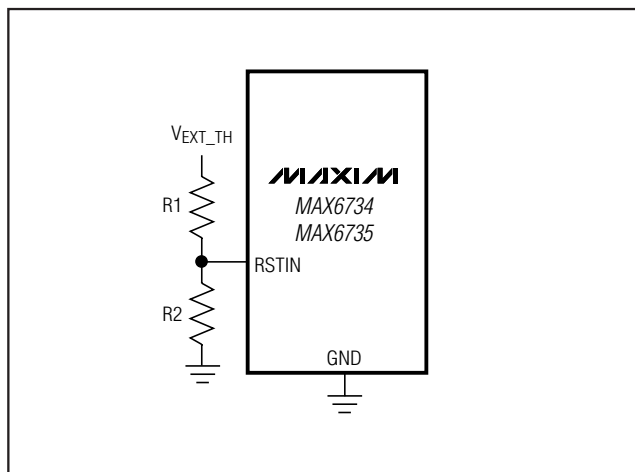 VEXT_TH
R1
MAXIM
MAX6734
MAX6735
RSTIN
R2
GND